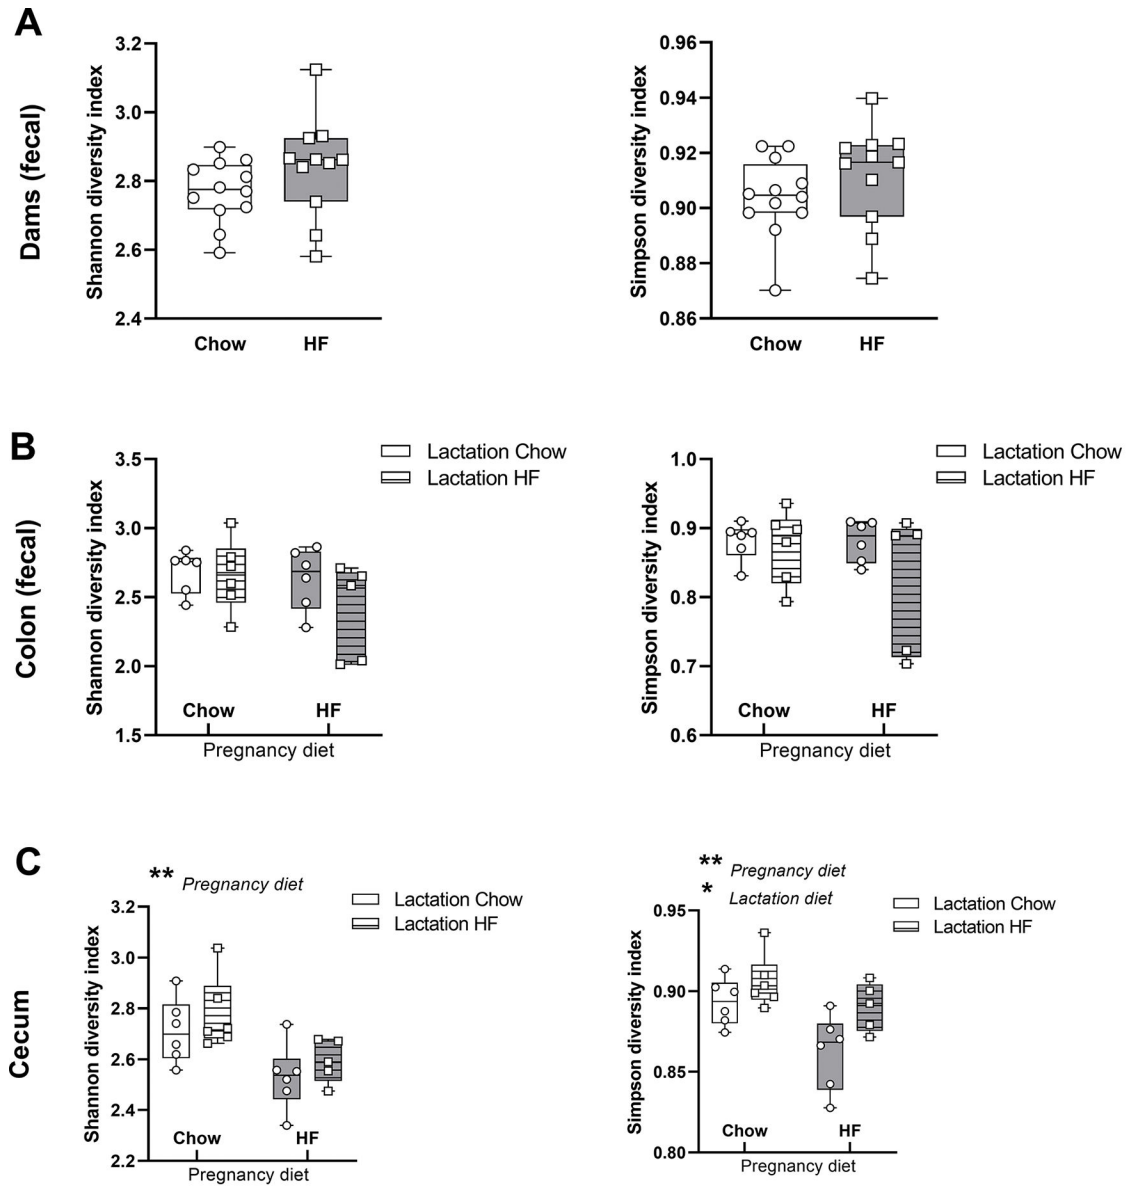 A
Dams (fecal)
Shannon diversity index
3.2
3.0
2.8
2.6
2.4
Chow
HF
Simpson diversity index
0.96
0.94
0.92
0.90
0.88
0.86
Chow
HF
B
Colon (fecal)
Shannon diversity index
3.5
3.0
2.5
2.0
1.5
Lactation Chow
Lactation HF
Chow
HF
Pregnancy diet
Simpson diversity index
1.0
0.9
0.8
0.7
0.6
Lactation Chow
Lactation HF
Chow
HF
Pregnancy diet
C
Cecum
** Pregnancy diet
Lactation Chow
Lactation HF
Shannon diversity index
3.2
3.0
2.8
2.6
2.4
2.2
Chow
HF
Pregnancy diet
** Pregnancy diet
* Lactation diet
Lactation Chow
Lactation HF
Simpson diversity index
0.95
0.90
0.85
0.80
Chow
HF
Pregnancy diet